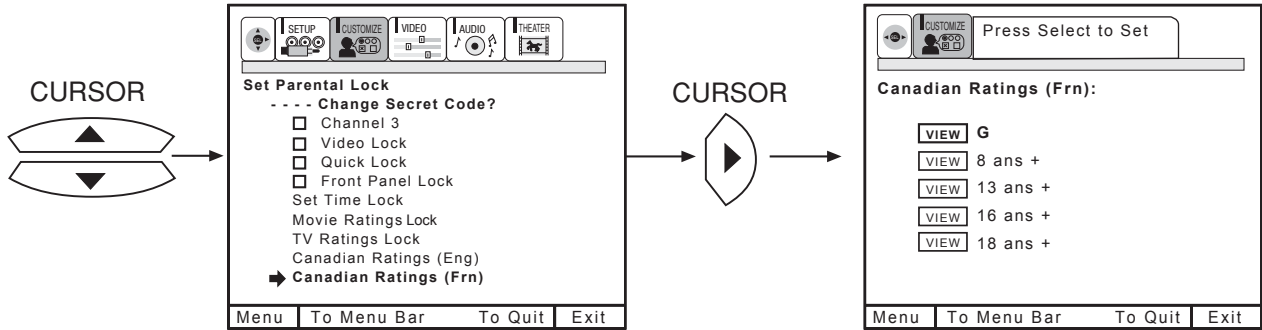 CURSOR
SEL
SETUP
CUSTOMIZE
VIDEO
AUDIO
THEATER
Set Parental Lock
- - - - Change Secret Code?
Channel 3
Video Lock
Quick Lock
Front Panel Lock
Set Time Lock
Movie Ratings Lock
TV Ratings Lock
Canadian Ratings (Eng)
Canadian Ratings (Frn)
Menu To Menu Bar To Quit Exit
CURSOR
SEL
CUSTOMIZE
Press Select to Set
Canadian Ratings (Frn):
VIEW G
VIEW 8 ans +
VIEW 13 ans +
VIEW 16 ans +
VIEW 18 ans +
Menu To Menu Bar To Quit Exit